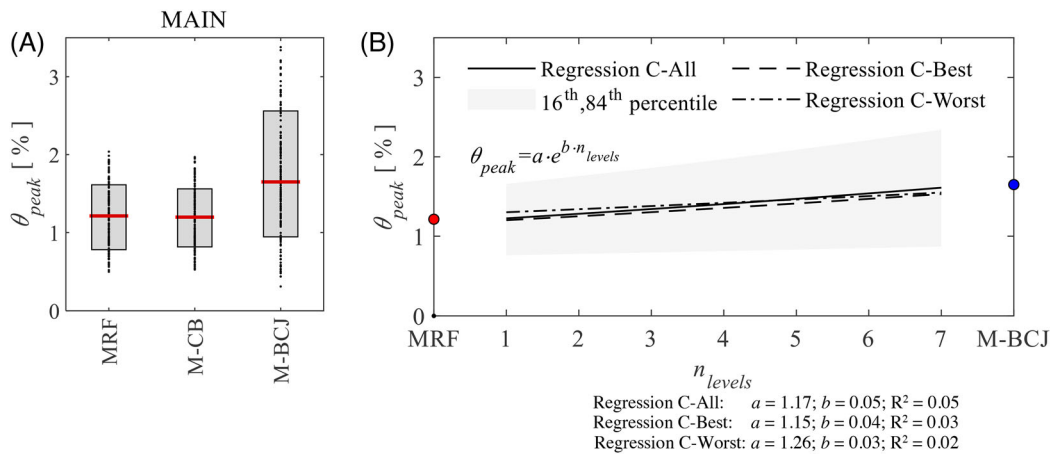 MAIN
(A)
3
2
1
0
θpeak [ % ]
MRF
M-CB
M-BCJ
(B)
3
2
1
0
θpeak [ % ]
Regression C-All
Regression C-Best
16th,84th percentile
Regression C-Worst
θpeak=a·e^b·nlevels
MRF 1 2 3 4 5 6 7 M-BCJ
nlevels
Regression C-All: a = 1.17; b = 0.05; R² = 0.05
Regression C-Best: a = 1.15; b = 0.04; R² = 0.03
Regression C-Worst: a = 1.26; b = 0.03; R² = 0.02